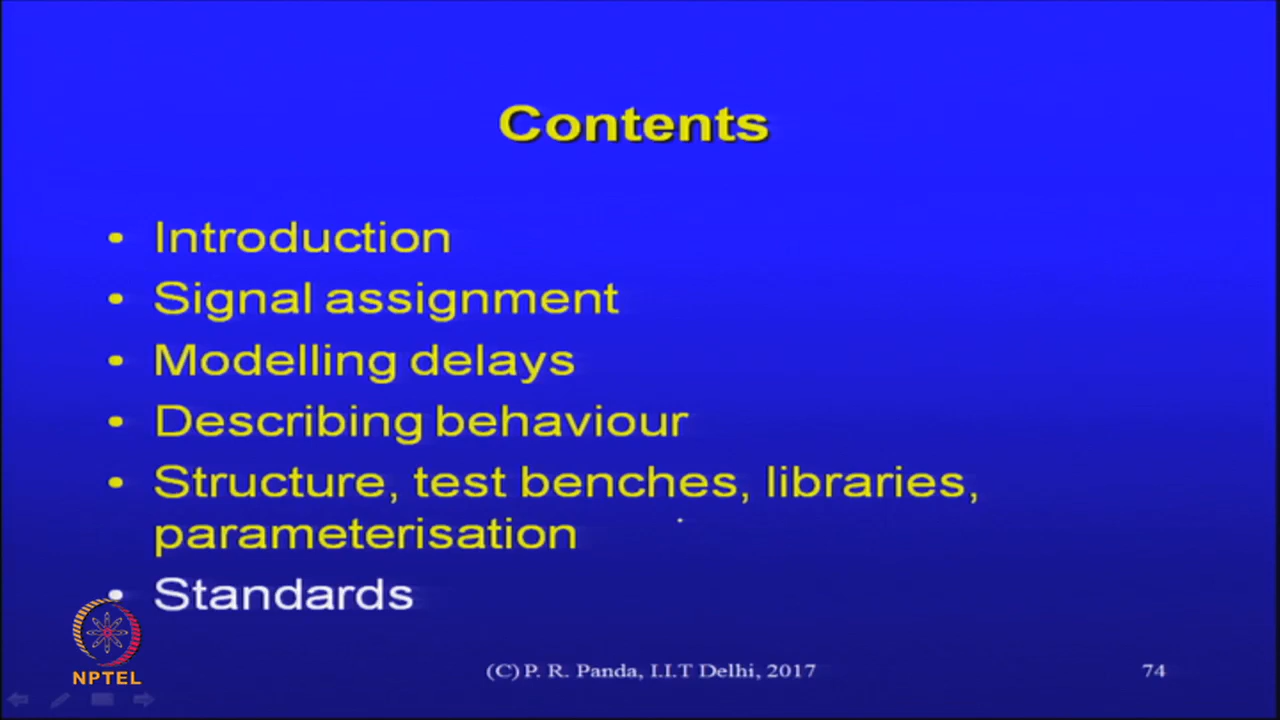 Contents
• Introduction
• Signal assignment
• Modelling delays
• Describing behaviour
• Structure, test benches, libraries,
parameterisation
• Standards
NPTEL
(C) P. R. Panda, I.I.T Delhi, 2017
74